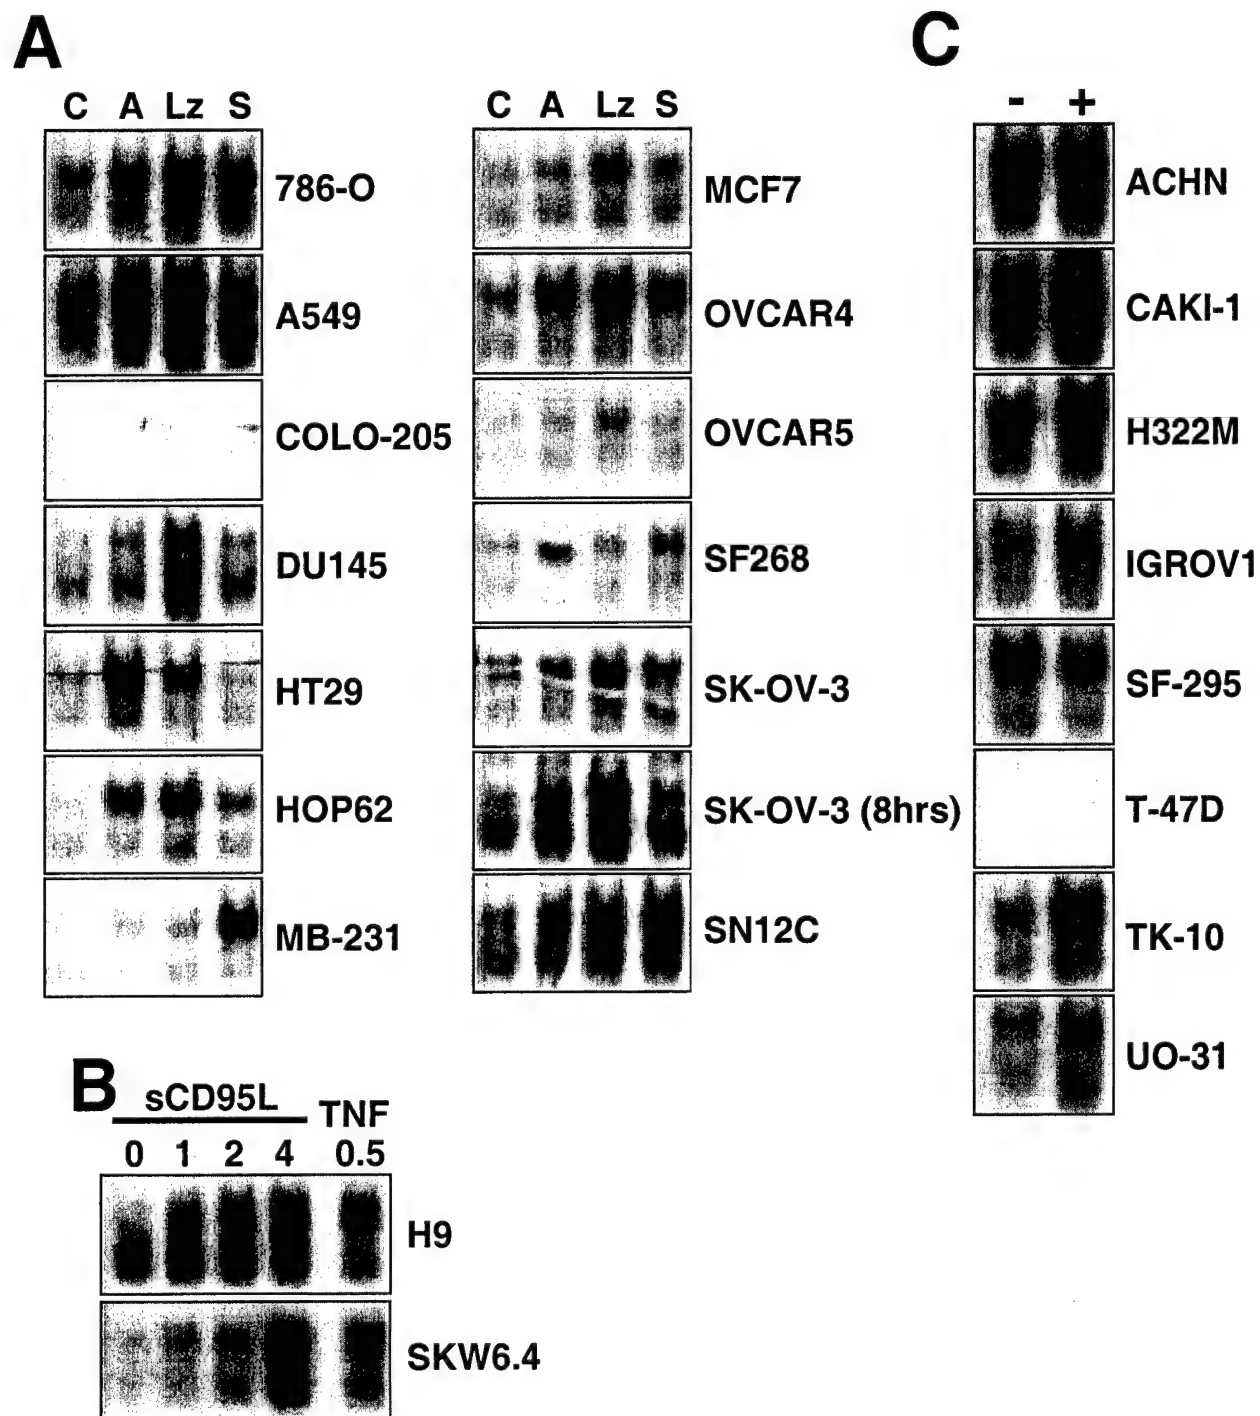 A
C A Lz S
786-O
A549
COLO-205
DU145
HT29
HOP62
MB-231
C A Lz S
MCF7
OVCAR4
OVCAR5
SF268
SK-OV-3
SK-OV-3 (8hrs)
SN12C
B
sCD95L TNF
0 1 2 4 0.5
H9
SKW6.4
C
- +
ACHN
CAKI-1
H322M
IGROV1
SF-295
T-47D
TK-10
UO-31